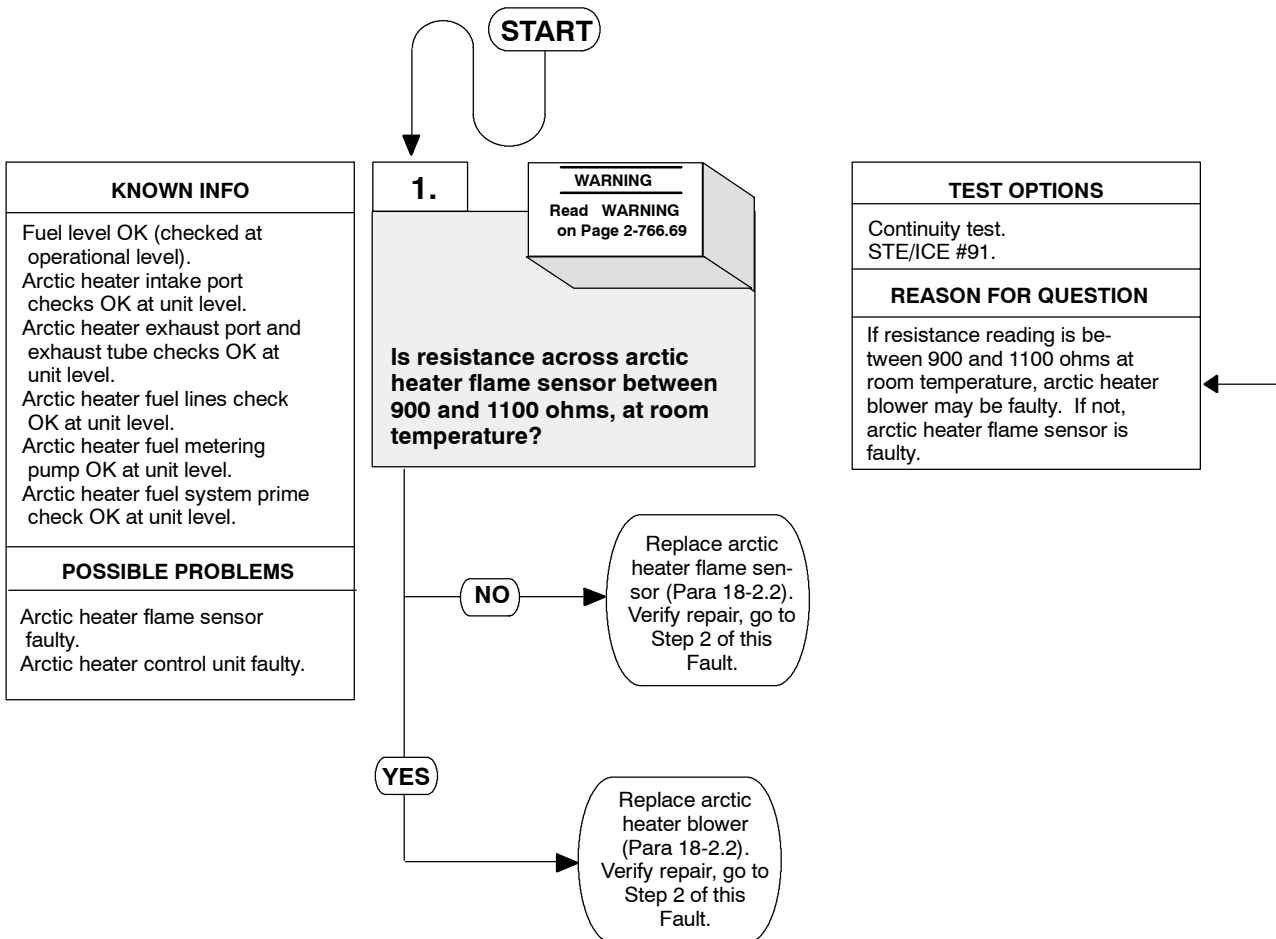 START
KNOWN INFO
Fuel level OK (checked at
operational level).
Arctic heater intake port
checks OK at unit level.
Arctic heater exhaust port and
exhaust tube checks OK at
unit level.
Arctic heater fuel lines check
OK at unit level.
Arctic heater fuel metering
pump OK at unit level.
Arctic heater fuel system prime
check OK at unit level.
POSSIBLE PROBLEMS
Arctic heater flame sensor
faulty.
Arctic heater control unit faulty.
1.
WARNING
Read WARNING
on Page 2-766.69
Is resistance across arctic
heater flame sensor between
900 and 1100 ohms, at room
temperature?
TEST OPTIONS
Continuity test.
STE/ICE #91.
REASON FOR QUESTION
If resistance reading is be-
tween 900 and 1100 ohms at
room temperature, arctic heater
blower may be faulty. If not,
arctic heater flame sensor is
faulty.
NO
Replace arctic
heater flame sen-
sor (Para 18-2.2).
Verify repair, go to
Step 2 of this
Fault.
YES
Replace arctic
heater blower
(Para 18-2.2).
Verify repair, go to
Step 2 of this
Fault.